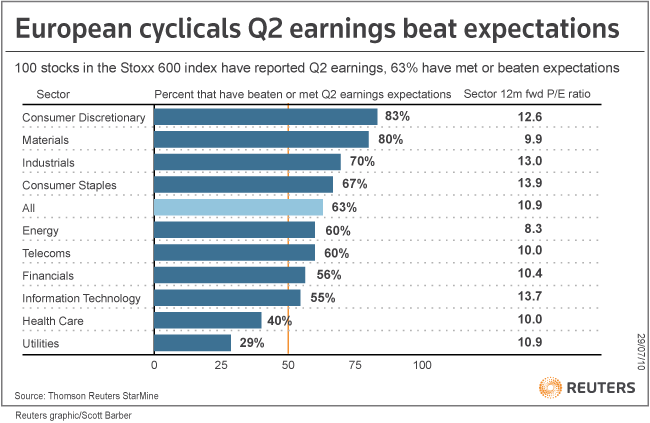 European cyclicals Q2 earnings beat expectations
100 stocks in the Stoxx 600 index have reported Q2 earnings, 63% have met or beaten expectations
Sector Percent that have beaten or met Q2 earnings expectations Sector 12m fwd P/E ratio
Consumer Discretionary 83% 12.6
Materials 80% 9.9
Industrials 70% 13.0
Consumer Staples 67% 13.9
All 63% 10.9
Energy 60% 8.3
Telecoms 60% 10.0
Financials 56% 10.4
Information Technology 55% 13.7
Health Care 40% 10.0
Utilities 29% 10.9
0 25 50 75 100
29/07/10
Source: Thomson Reuters StarMine
REUTERS
Reuters graphic/Scott Barber